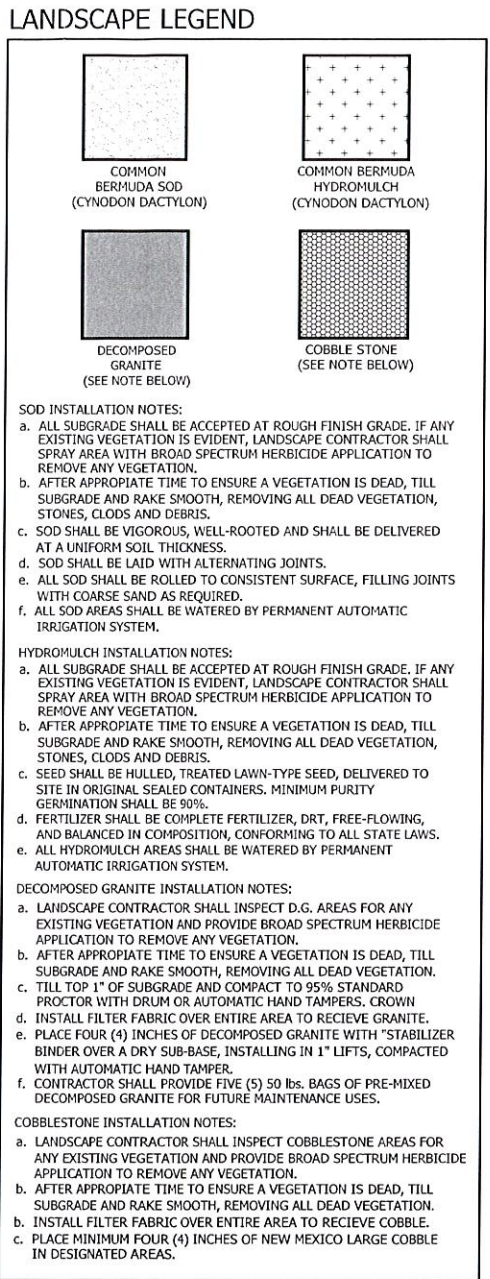 LANDSCAPE LEGEND
COMMON
BERMUDA SOD
(CYNODON DACTYLON)
COMMON BERMUDA
HYDROMULCH
(CYNODON DACTYLON)
DECOMPOSED
GRANITE
(SEE NOTE BELOW)
COBBLE STONE
(SEE NOTE BELOW)
SOD INSTALLATION NOTES:
a. ALL SUBGRADE SHALL BE ACCEPTED AT ROUGH FINISH GRADE. IF ANY
EXISTING VEGETATION IS EVIDENT, LANDSCAPE CONTRACTOR SHALL
SPRAY AREA WITH BROAD SPECTRUM HERBICIDE APPLICATION TO
REMOVE ANY VEGETATION.
b. AFTER APPROPIATE TIME TO ENSURE A VEGETATION IS DEAD, TILL
SUBGRADE AND RAKE SMOOTH, REMOVING ALL DEAD VEGETATION,
STONES, CLODS AND DEBRIS.
c. SOD SHALL BE VIGOROUS, WELL-ROOTED AND SHALL BE DELIVERED
AT A UNIFORM SOIL THICKNESS.
d. SOD SHALL BE LAID WITH ALTERNATING JOINTS.
e. ALL SOD SHALL BE ROLLED TO CONSISTENT SURFACE, FILLING JOINTS
WITH COARSE SAND AS REQUIRED.
f. ALL SOD AREAS SHALL BE WATERED BY PERMANENT AUTOMATIC
IRRIGATION SYSTEM.
HYDROMULCH INSTALLATION NOTES:
a. ALL SUBGRADE SHALL BE ACCEPTED AT ROUGH FINISH GRADE. IF ANY
EXISTING VEGETATION IS EVIDENT, LANDSCAPE CONTRACTOR SHALL
SPRAY AREA WITH BROAD SPECTRUM HERBICIDE APPLICATION TO
REMOVE ANY VEGETATION.
b. AFTER APPROPIATE TIME TO ENSURE A VEGETATION IS DEAD, TILL
SUBGRADE AND RAKE SMOOTH, REMOVING ALL DEAD VEGETATION,
STONES, CLODS AND DEBRIS.
c. SEED SHALL BE HULLED, TREATED LAWN-TYPE SEED, DELIVERED TO
SITE IN ORIGINAL SEALED CONTAINERS. MINIMUM PURITY
GERMINATION SHALL BE 90%.
d. FERTILIZER SHALL BE COMPLETE FERTILIZER, DRT, FREE-FLOWING,
AND BALANCED IN COMPOSITION, CONFORMING TO ALL STATE LAWS.
e. ALL HYDROMULCH AREAS SHALL BE WATERED BY PERMANENT
AUTOMATIC IRRIGATION SYSTEM.
DECOMPOSED GRANITE INSTALLATION NOTES:
a. LANDSCAPE CONTRACTOR SHALL INSPECT D.G. AREAS FOR ANY
EXISTING VEGETATION AND PROVIDE BROAD SPECTRUM HERBICIDE
APPLICATION TO REMOVE ANY VEGETATION.
b. AFTER APPROPIATE TIME TO ENSURE A VEGETATION IS DEAD, TILL
SUBGRADE AND RAKE SMOOTH, REMOVING ALL DEAD VEGETATION.
c. TILL TOP 1" OF SUBGRADE AND COMPACT TO 95% STANDARD
PROCTOR WITH DRUM OR AUTOMATIC HAND TAMPERS. CROWN
d. INSTALL FILTER FABRIC OVER ENTIRE AREA TO RECIEVE GRANITE.
e. PLACE FOUR (4) INCHES OF DECOMPOSED GRANITE WITH "STABILIZER
BINDER OVER A DRY SUB-BASE, INSTALLING IN 1" LIFTS, COMPACTED
WITH AUTOMATIC HAND TAMPER.
f. CONTRACTOR SHALL PROVIDE FIVE (5) 50 lbs. BAGS OF PRE-MIXED
DECOMPOSED GRANITE FOR FUTURE MAINTENANCE USES.
COBBLESTONE INSTALLATION NOTES:
a. LANDSCAPE CONTRACTOR SHALL INSPECT COBBLESTONE AREAS FOR
ANY EXISTING VEGETATION AND PROVIDE BROAD SPECTRUM HERBICIDE
APPLICATION TO REMOVE ANY VEGETATION.
b. AFTER APPROPIATE TIME TO ENSURE A VEGETATION IS DEAD, TILL
SUBGRADE AND RAKE SMOOTH, REMOVING ALL DEAD VEGETATION.
b. INSTALL FILTER FABRIC OVER ENTIRE AREA TO RECIEVE COBBLE.
c. PLACE MINIMUM FOUR (4) INCHES OF NEW MEXICO LARGE COBBLE
IN DESIGNATED AREAS.